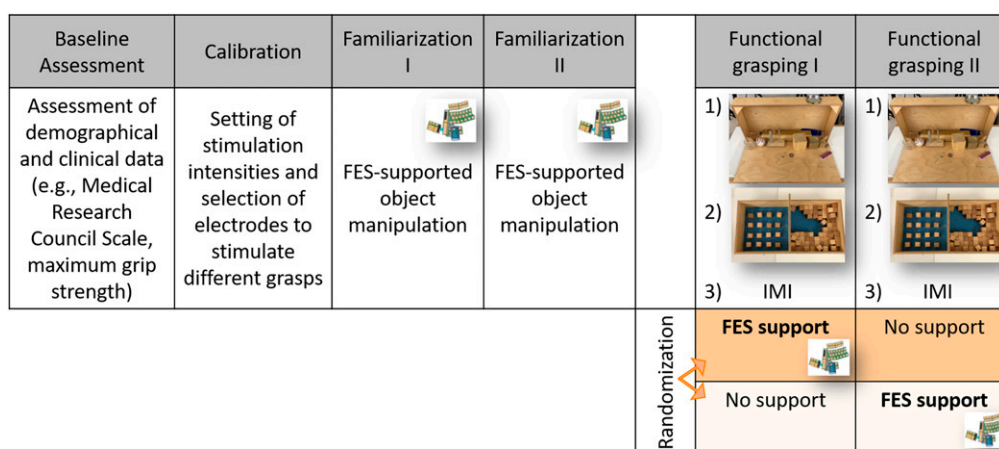 Baseline
Assessment
Calibration
Familiarization
I
Familiarization
II
Functional
grasping I
Functional
grasping II
Assessment of
demographical
and clinical data
(e.g., Medical
Research
Council Scale,
maximum grip
strength)
Setting of
stimulation
intensities and
selection of
electrodes to
stimulate
different grasps
FES-supported
object
manipulation
FES-supported
object
manipulation
1)
2)
3) IMI
1)
2)
3) IMI
Randomization
FES support
No support
No support
FES support